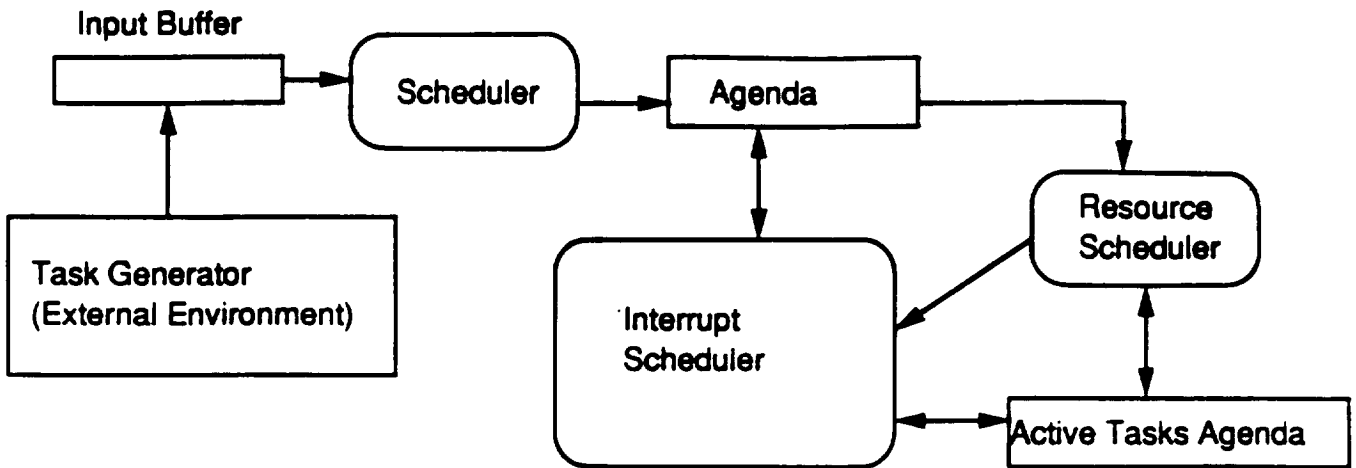 Input Buffer
Scheduler
Agenda
Resource
Scheduler
Task Generator
(External Environment)
Interrupt
Scheduler
Active Tasks Agenda